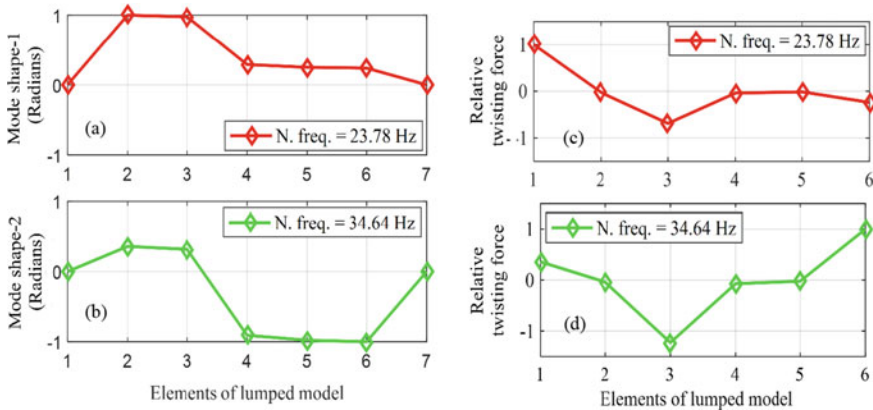 Mode shape-1
(Radians)
1
0
-1
(a)
N. freq. = 23.78 Hz
1 2 3 4 5 6 7
Mode shape-2
(Radians)
1
0
-1
(b)
N. freq. = 34.64 Hz
1 2 3 4 5 6 7
Elements of lumped model
Relative
twisting force
1
0
-1
(c)
N. freq. = 23.78 Hz
1 2 3 4 5 6
Relative
twisting force
1
0
-1
(d)
N. freq. = 34.64 Hz
1 2 3 4 5 6
Elements of lumped model